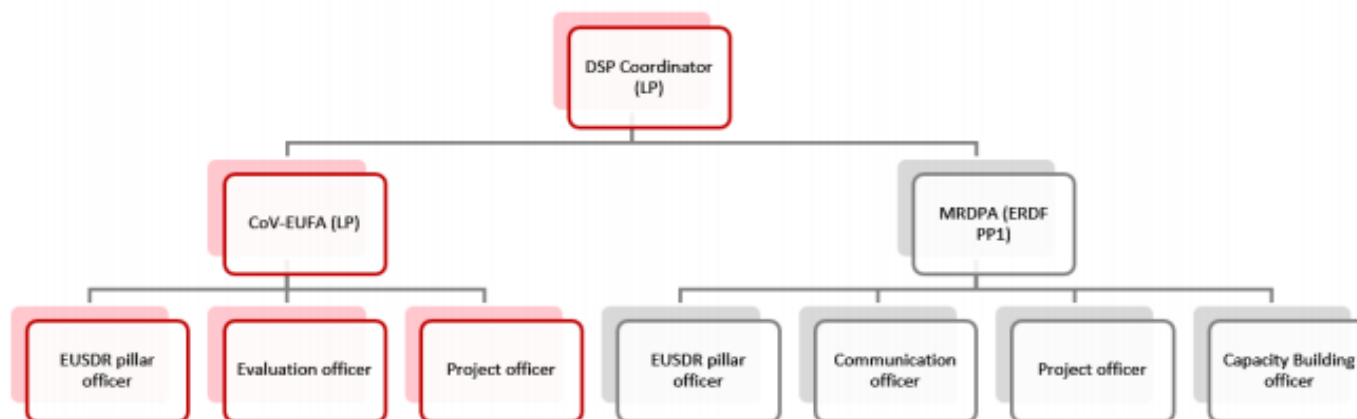 DSP Coordinator
(LP)
CoV-EUFA (LP)
MRDPA (ERDF
PP1)
EUSDR pillar
officer
Evaluation officer
Project officer
EUSDR pillar
officer
Communication
officer
Project officer
Capacity Building
officer